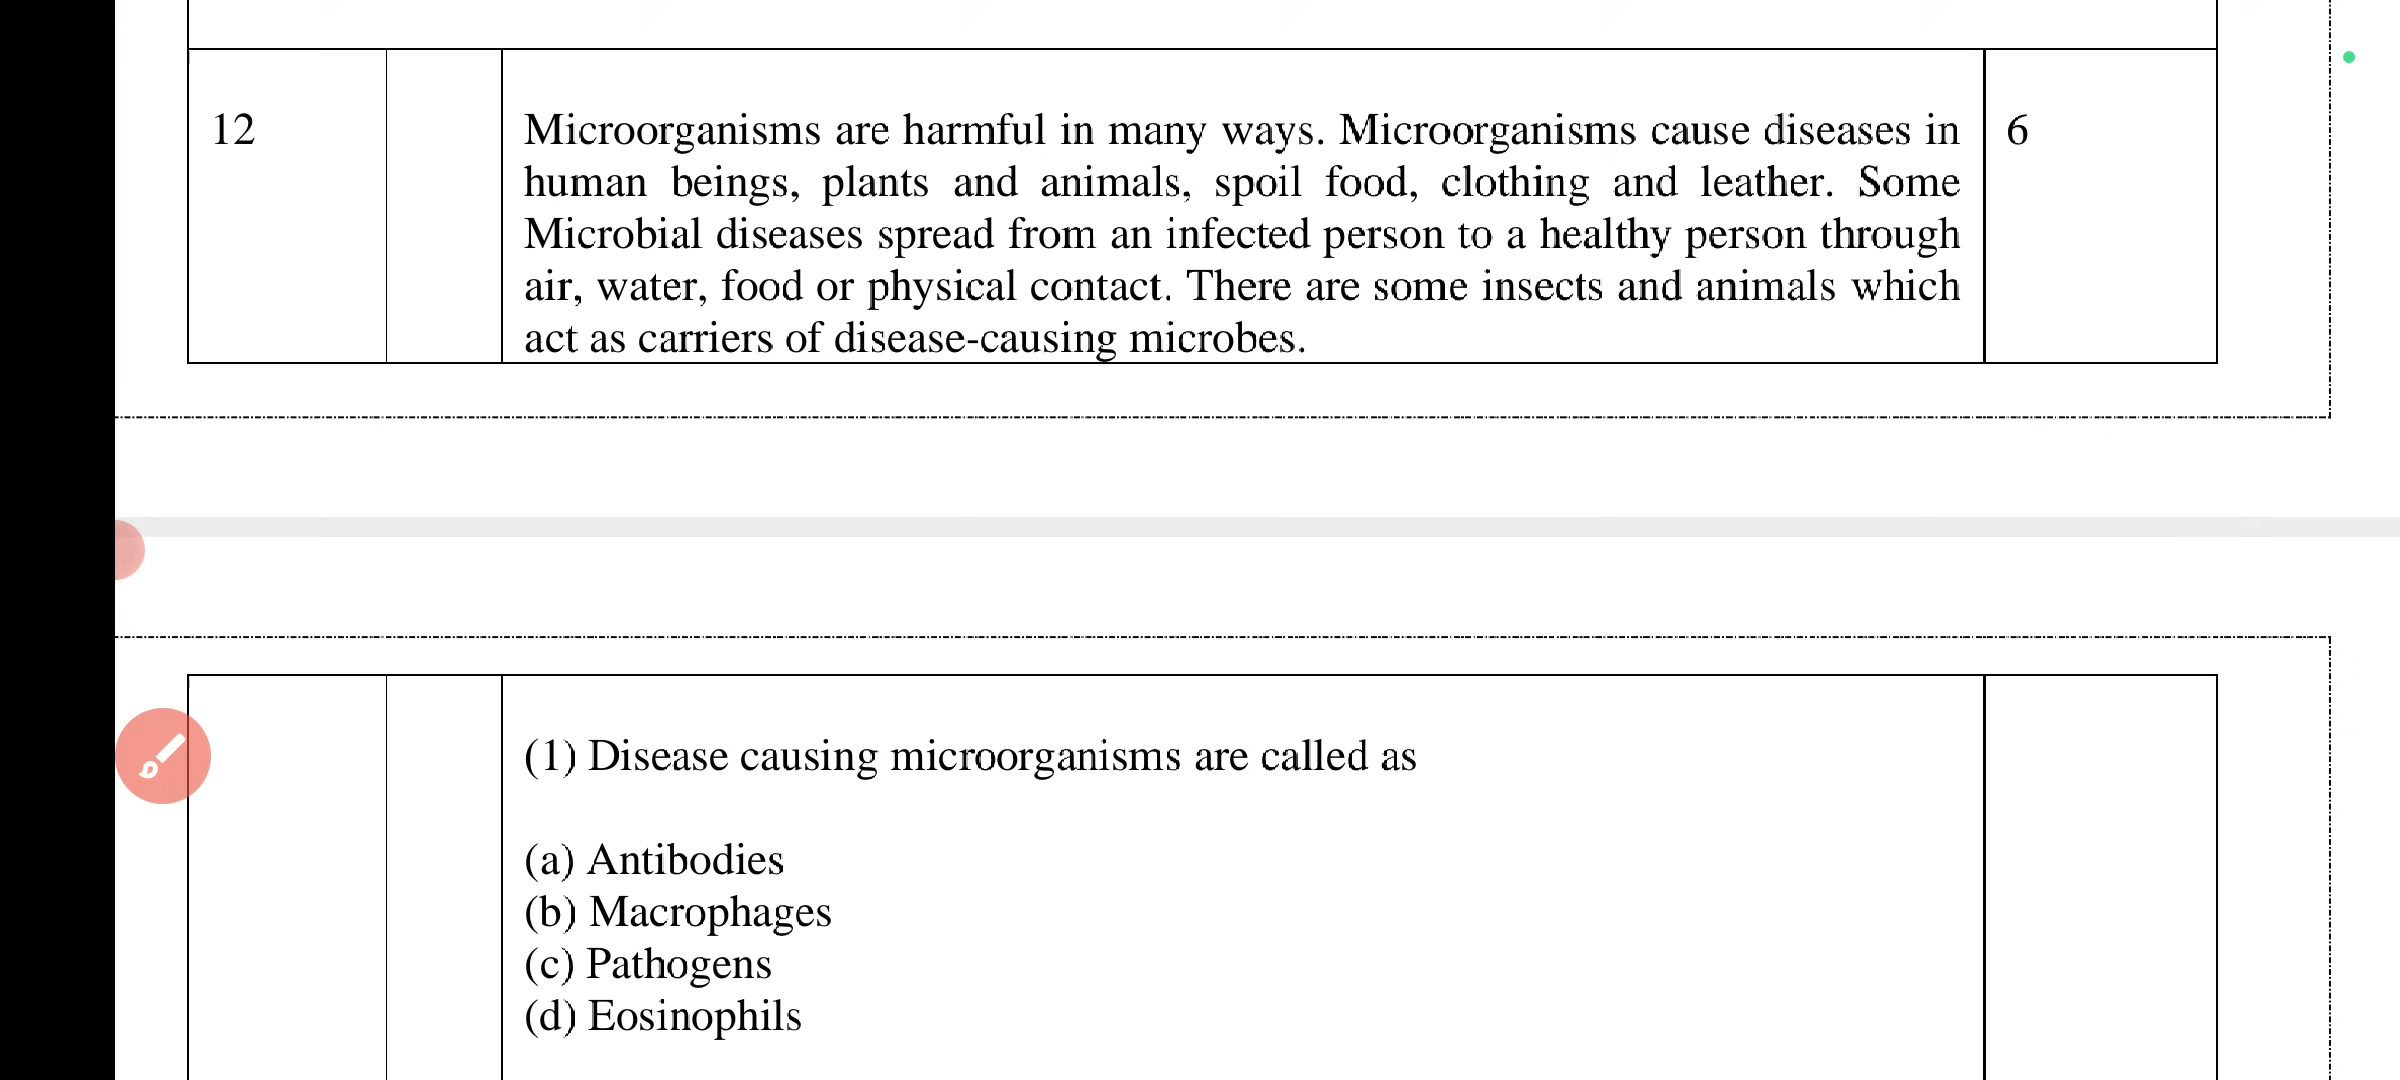 12
Microorganisms are harmful in many ways. Microorganisms cause diseases in
6
human beings, plants and animals, spoil food, clothing and leather. Some
Microbial diseases spread from an infected person to a healthy person through
air, water, food or physical contact. There are some insects and animals which
act as carriers of disease-causing microbes.
(1) Disease causing microorganisms are called as
(a) Antibodies
(b) Macrophages
(c) Pathogens
(d) Eosinophils